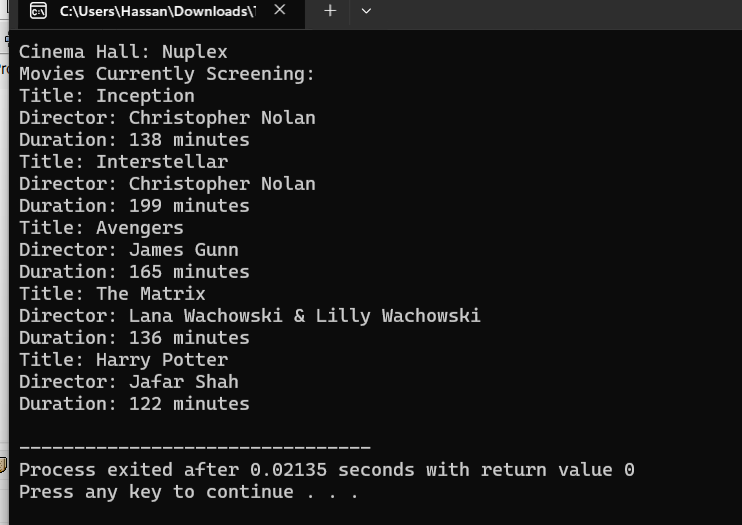 C:\Users\Hassan\Downloads\
Cinema Hall: Nuplex
Movies Currently Screening:
Title: Inception
Director: Christopher Nolan
Duration: 138 minutes
Title: Interstellar
Director: Christopher Nolan
Duration: 199 minutes
Title: Avengers
Director: James Gunn
Duration: 165 minutes
Title: The Matrix
Director: Lana Wachowski & Lilly Wachowski
Duration: 136 minutes
Title: Harry Potter
Director: Jafar Shah
Duration: 122 minutes
--------------------------------
Process exited after 0.02135 seconds with return value 0
Press any key to continue . . .